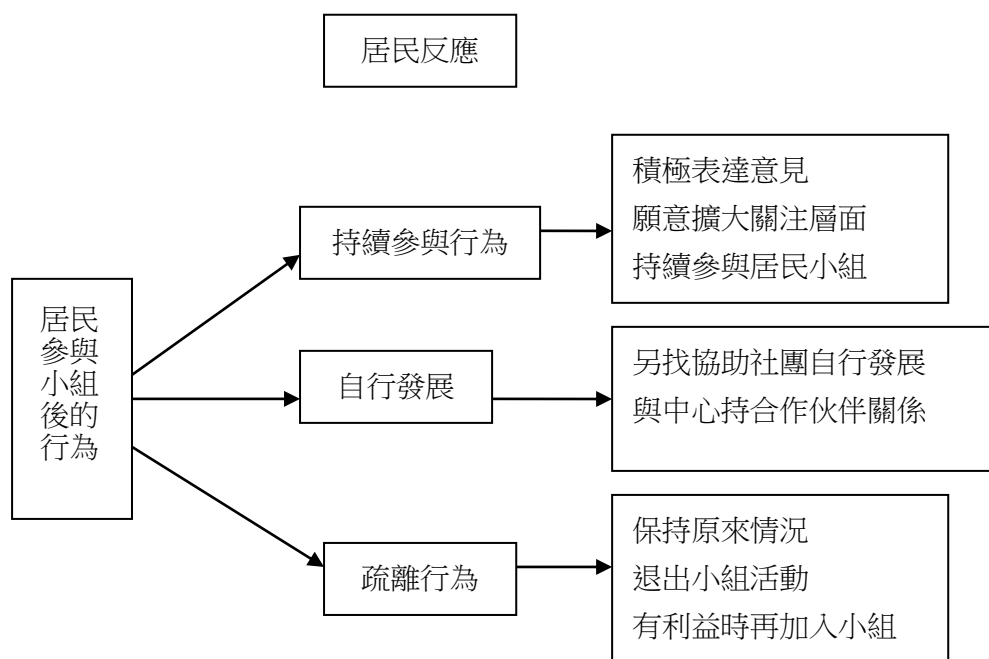 居民反應
居民
參與
小組
後的
行為
持續參與行為
積極表達意見
願意擴大關注層面
持續參與居民小組
自行發展
另找協助社團自行發展
與中心持合作伙伴關係
疏離行為
保持原來情況
退出小組活動
有利益時再加入小組